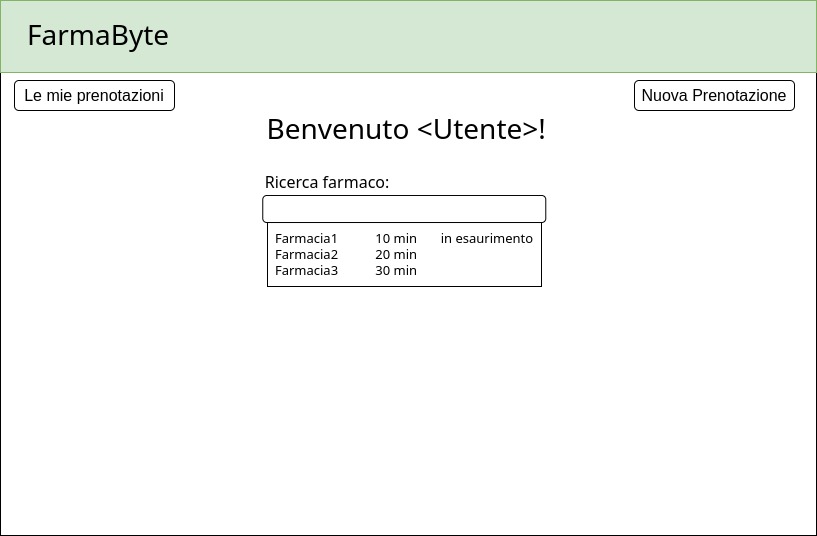 FarmaByte
Le mie prenotazioni
Nuova Prenotazione
Benvenuto <Utente>!
Ricerca farmaco:
Farmacia1 10 min in esaurimento
Farmacia2 20 min
Farmacia3 30 min